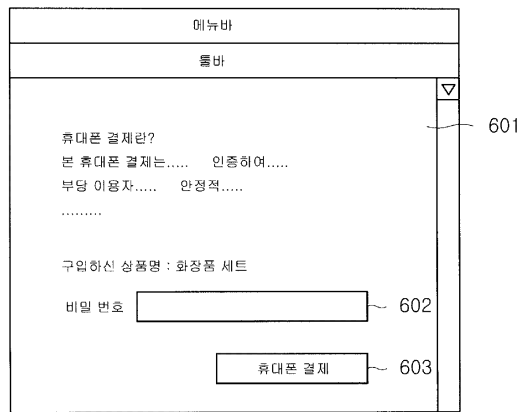 메뉴바
툴바
601
휴대폰 결제란?
본 휴대폰 결제는..... 인증하여.....
부당 이용자..... 안정적.....
.........
구입하신 상품명 : 화장품 세트
비밀 번호 602
휴대폰 결제 603